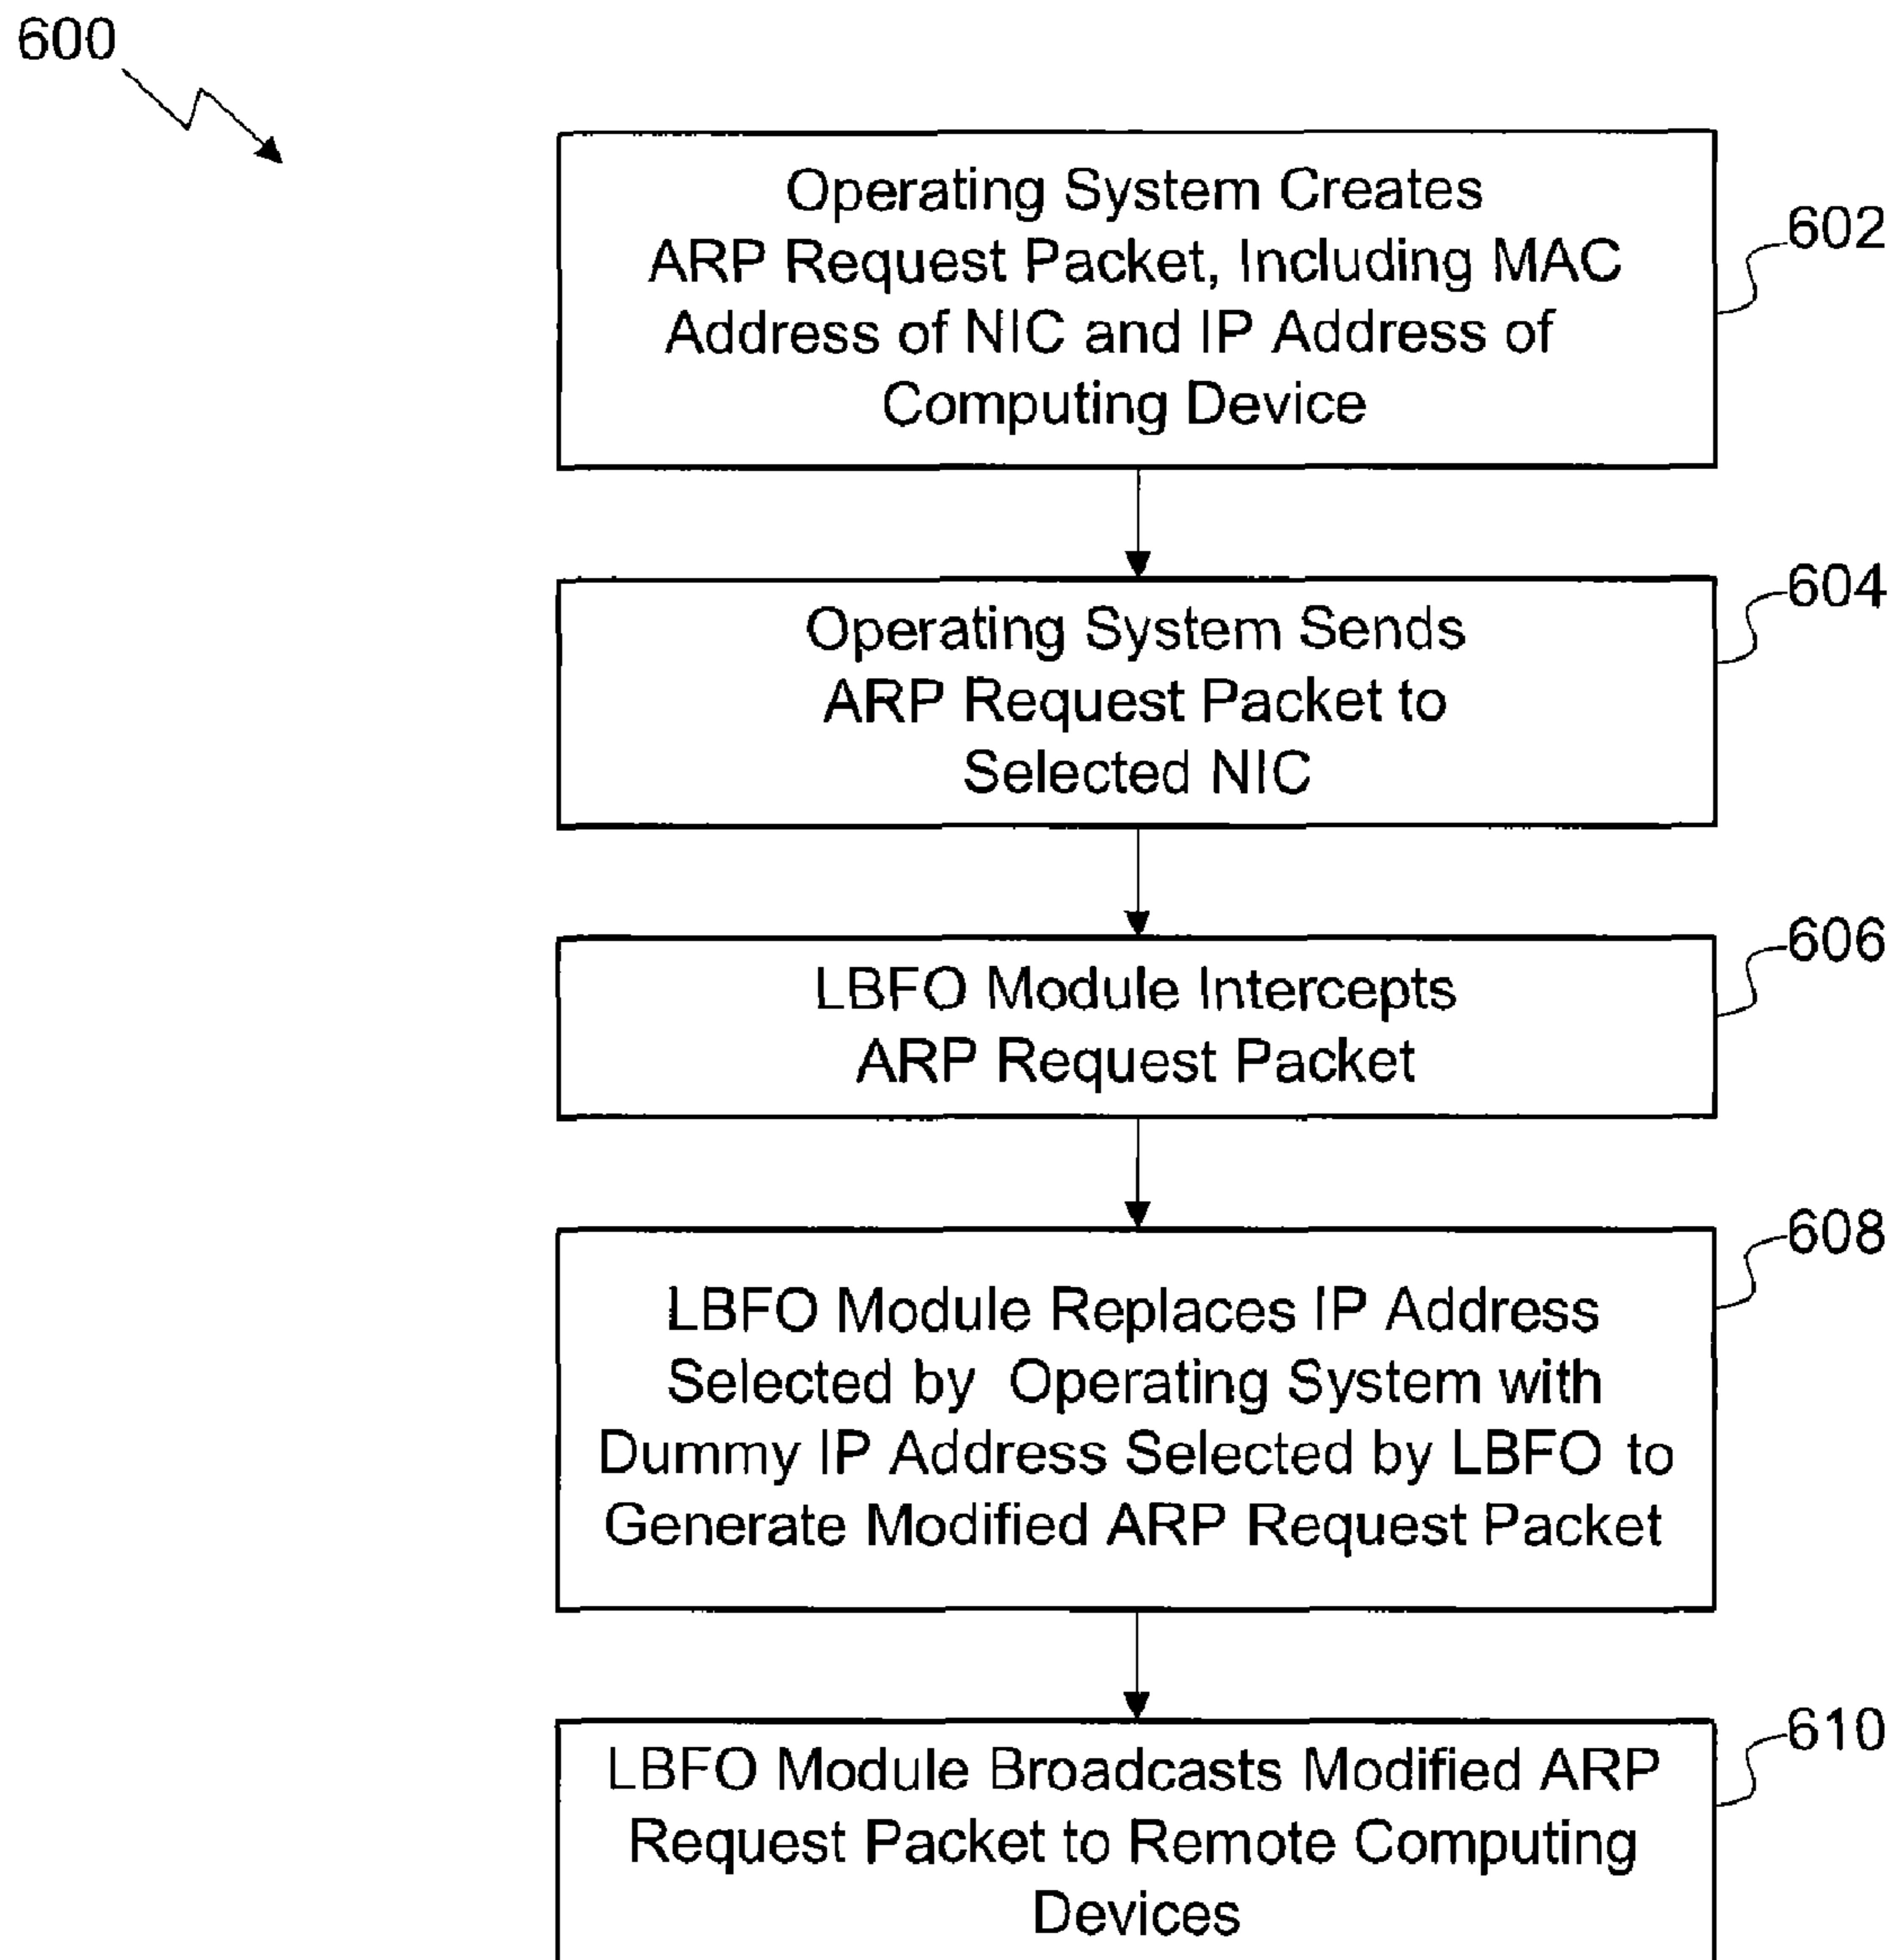 600
Operating System Creates
ARP Request Packet, Including MAC
Address of NIC and IP Address of
Computing Device
602
Operating System Sends
ARP Request Packet to
Selected NIC
604
LBFO Module Intercepts
ARP Request Packet
606
LBFO Module Replaces IP Address
Selected by Operating System with
Dummy IP Address Selected by LBFO to
Generate Modified ARP Request Packet
608
LBFO Module Broadcasts Modified ARP
Request Packet to Remote Computing
Devices
610